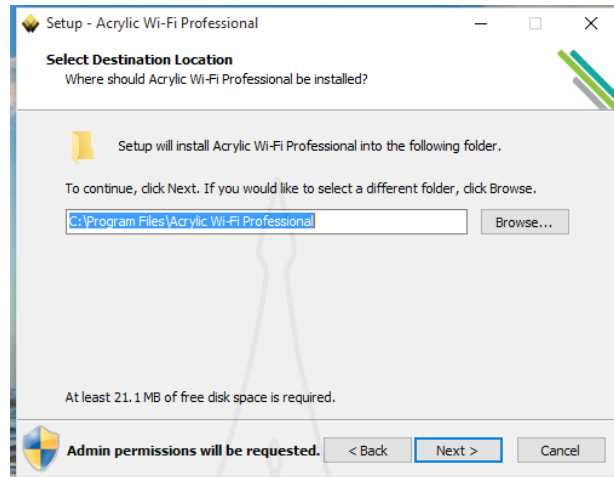 Setup - Acrylic Wi-Fi Professional
Select Destination Location
Where should Acrylic Wi-Fi Professional be installed?
Setup will install Acrylic Wi-Fi Professional into the following folder.
To continue, click Next. If you would like to select a different folder, click Browse.
C:\Program Files\Acrylic Wi-Fi Professional
Browse...
At least 21.1 MB of free disk space is required.
Admin permissions will be requested.
< Back
Next >
Cancel